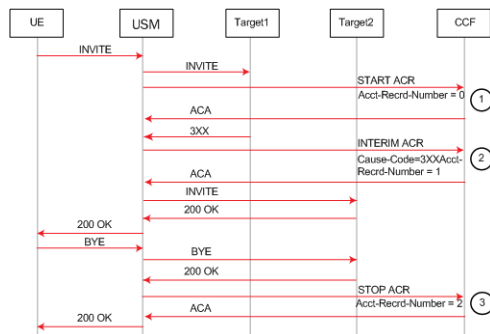 UE USM Target1 Target2 CCF
INVITE
INVITE
START ACR
Acct-Recrd-Number = 0
1
ACA
3XX
INTERIM ACR
Cause-Code=3XXAcct-
Recrd-Number = 1
2
ACA
INVITE
200 OK
200 OK
BYE
BYE
200 OK
STOP ACR
Acct-Recrd-Number = 2
3
ACA
200 OK